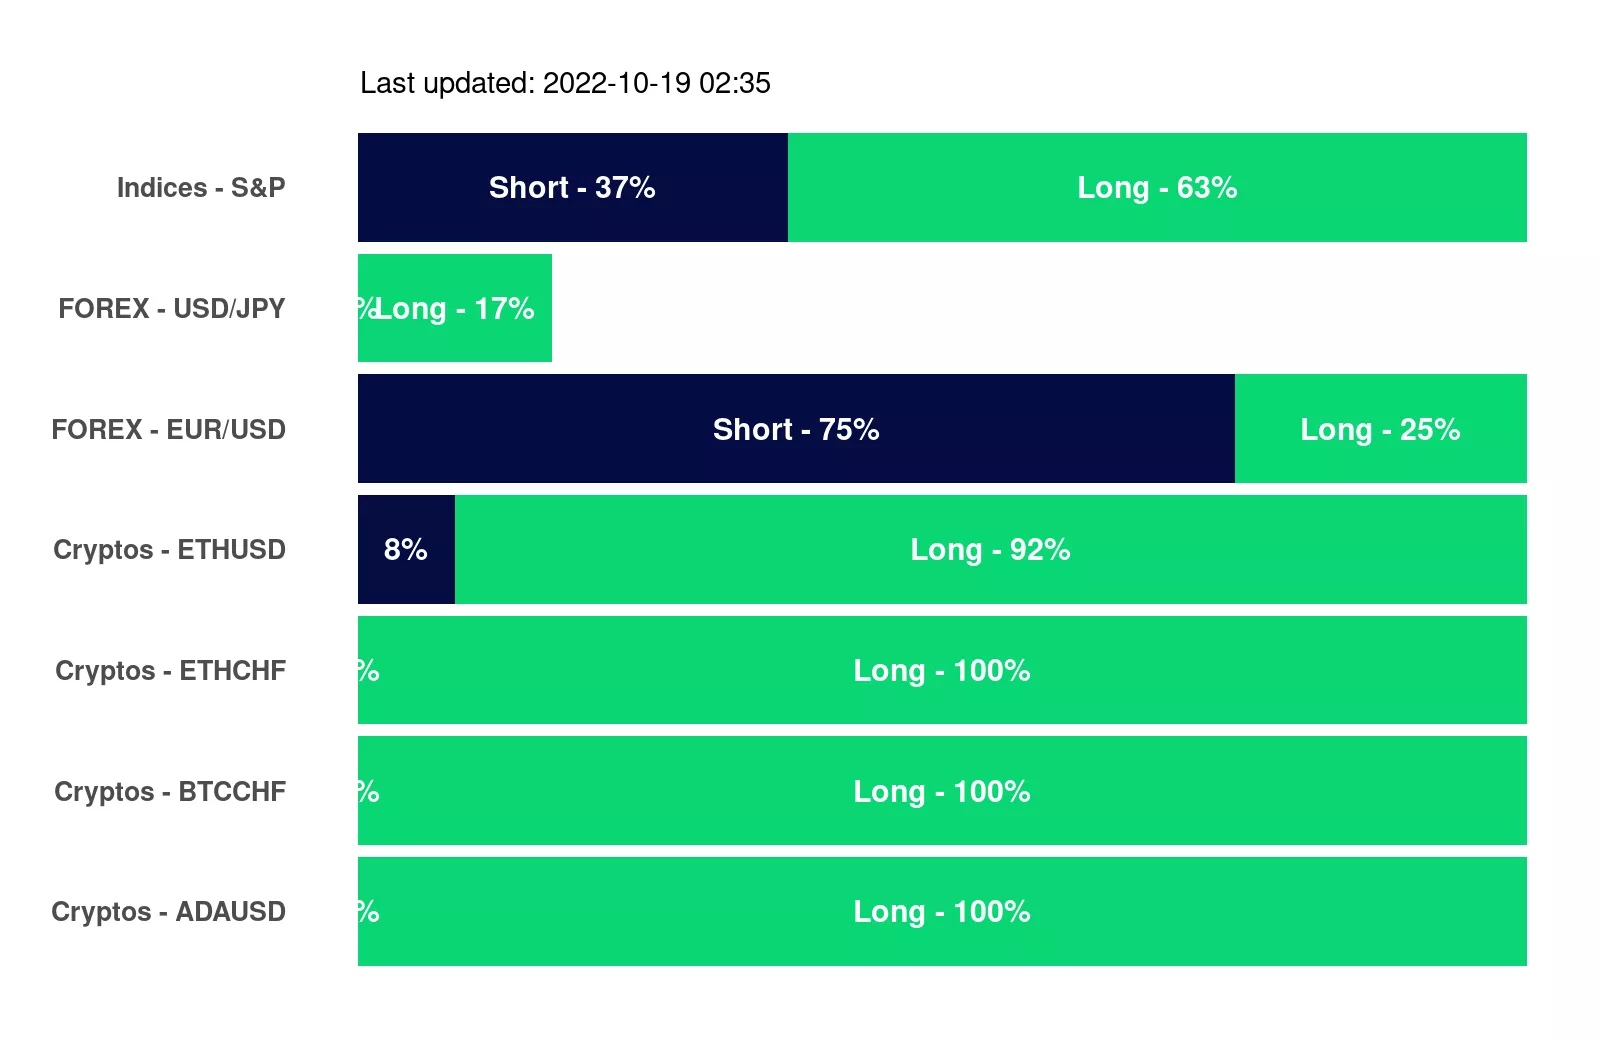 Last updated: 2022-10-19 02:35
Indices - S&P Short - 37% Long - 63%
FOREX - USD/JPY % Long - 17%
FOREX - EUR/USD Short - 75% Long - 25%
Cryptos - ETHUSD 8% Long - 92%
Cryptos - ETHCHF % Long - 100%
Cryptos - BTCCHF % Long - 100%
Cryptos - ADAUSD % Long - 100%